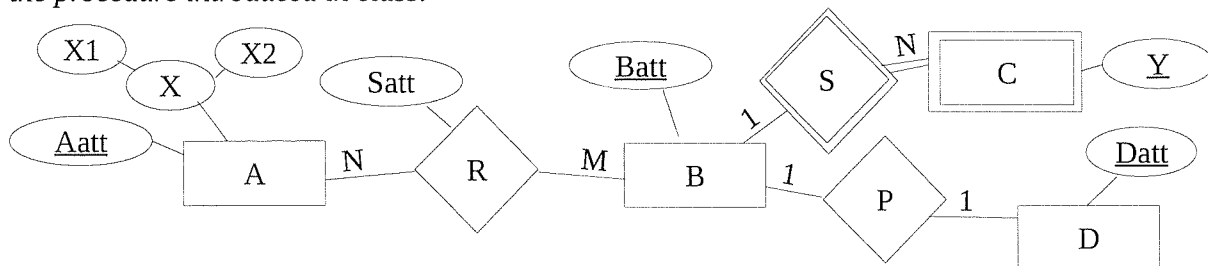 the procedure introduced in class.
X1
X2
X
Satt
Batt
N
C
Y
S
Aatt
1
Datt
A
N
R
M
B
1
P
1
D